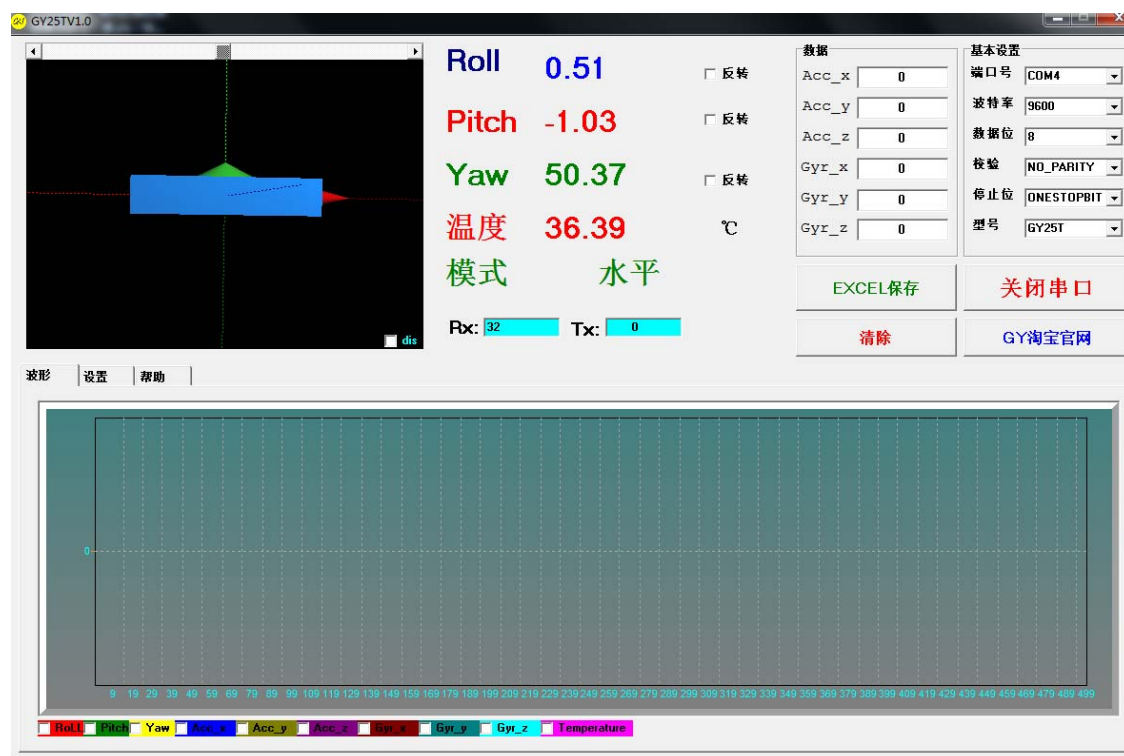 GY25TV1.0
Roll 0.51 反转
Pitch -1.03 反转
Yaw 50.37 反转
温度 36.39 ℃
模式 水平
Rx: 32 Tx: 0
dis
数据
Acc_x 0
Acc_y 0
Acc_z 0
Gyr_x 0
Gyr_y 0
Gyr_z 0
基本设置
端口号 COM4
波特率 9600
数据位 8
校验 NO_PARITY
停止位 ONESTOPBIT
型号 GY25T
EXCEL保存 关闭串口
清除 GY淘宝官网
波形 设置 帮助
0
9 19 29 39 49 59 69 79 89 99 109 119 129 139 149 159 169 179 189 199 209 219 229 239 249 259 269 279 289 299 309 319 329 339 349 359 369 379 389 399 409 419 429 439 449 459 469 479 489 499
RoLL Pitch Yaw Acc_x Acc_y Acc_z Gyr_x Gyr_y Gyr_z Temperature